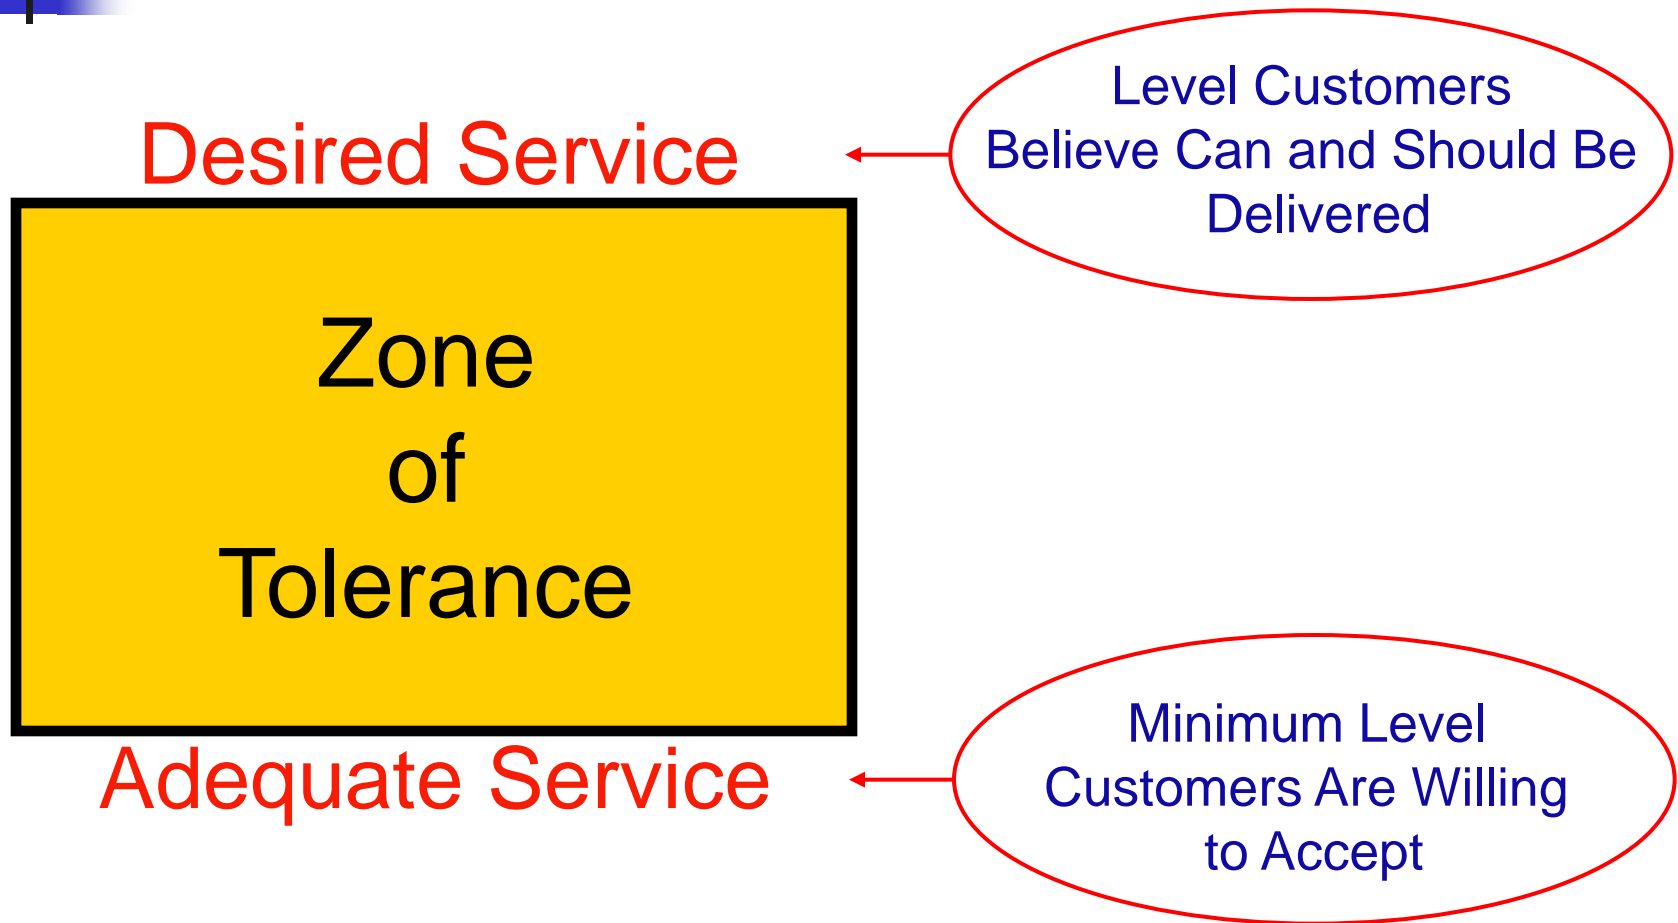 Level Customers
Believe Can and Should Be
Delivered
Desired Service
Zone
of
Tolerance
Adequate Service
Minimum Level
Customers Are Willing
to Accept